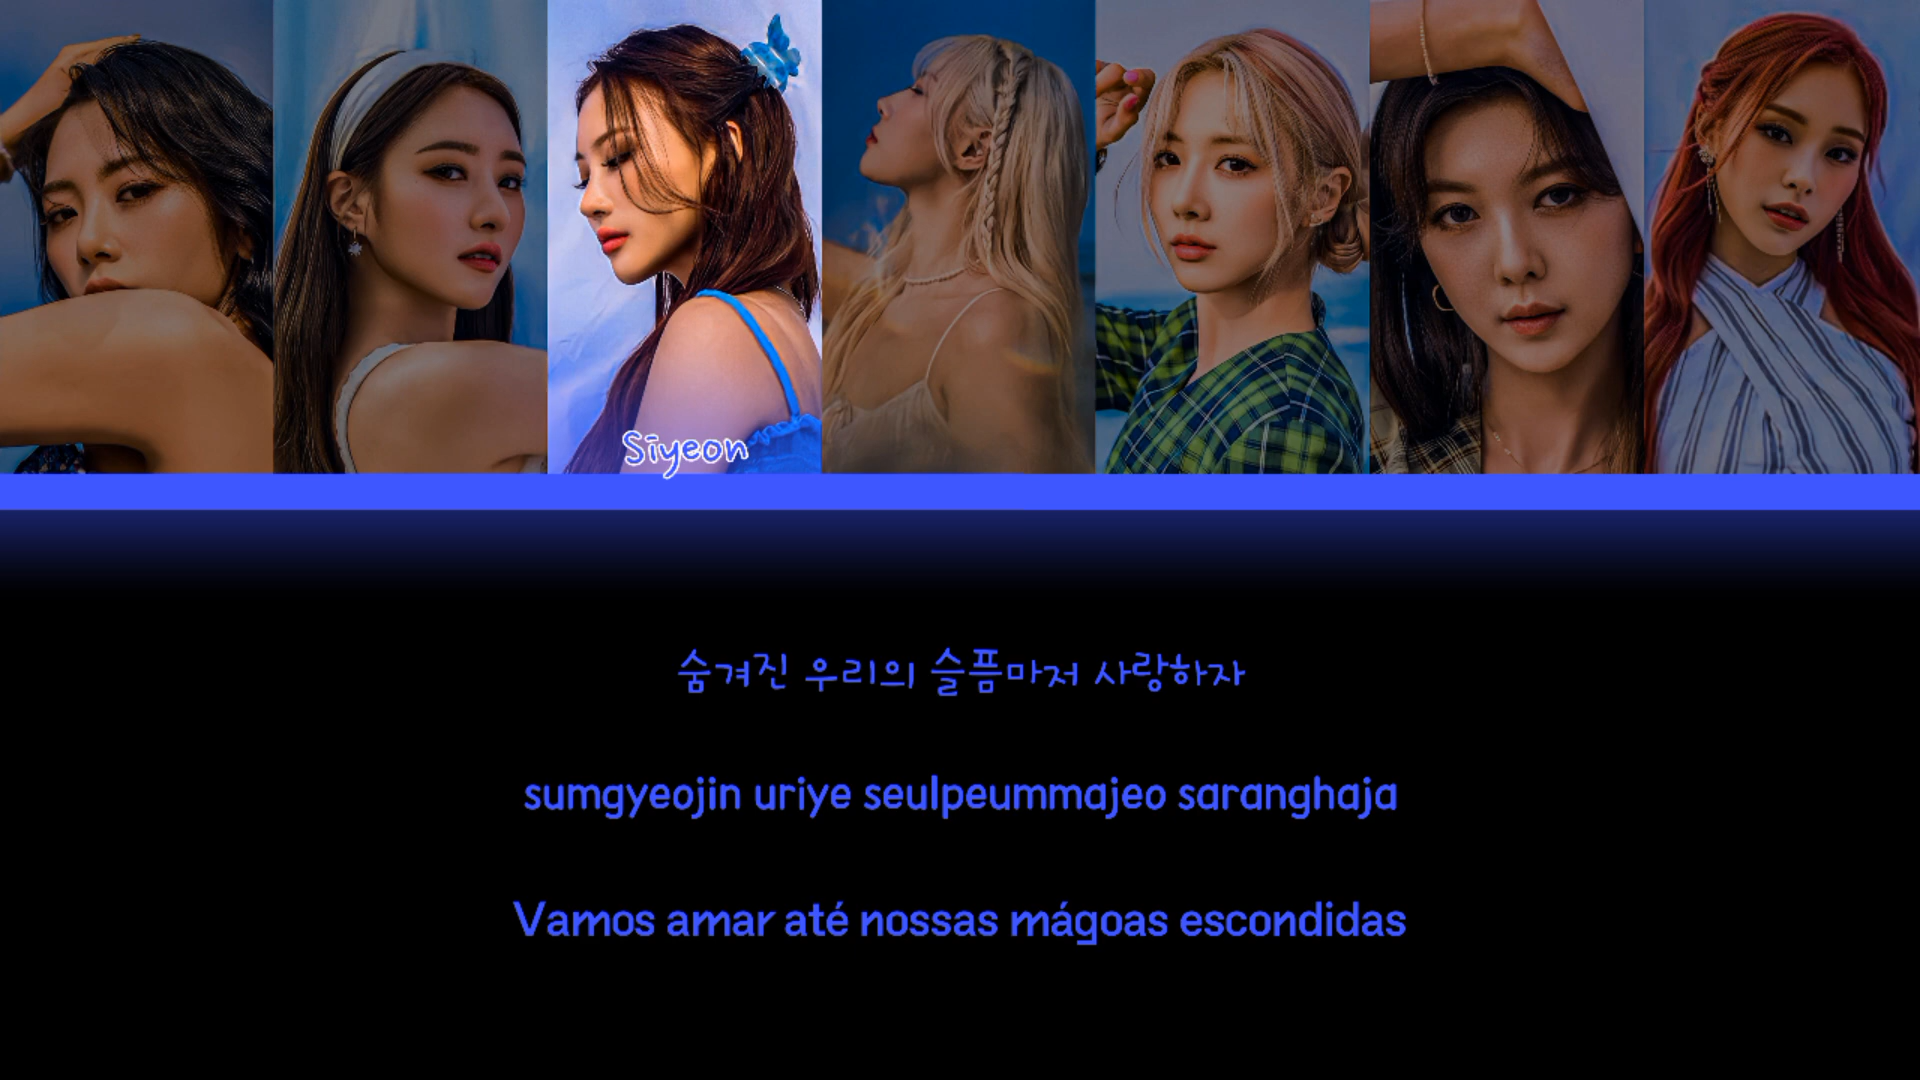 Siyeon
숨겨진 우리의 슬픔마저 사랑하자
sumgyeojin uriye seulpeummajeo saranghaja
Vamos amar até nossas mágoas escondidas